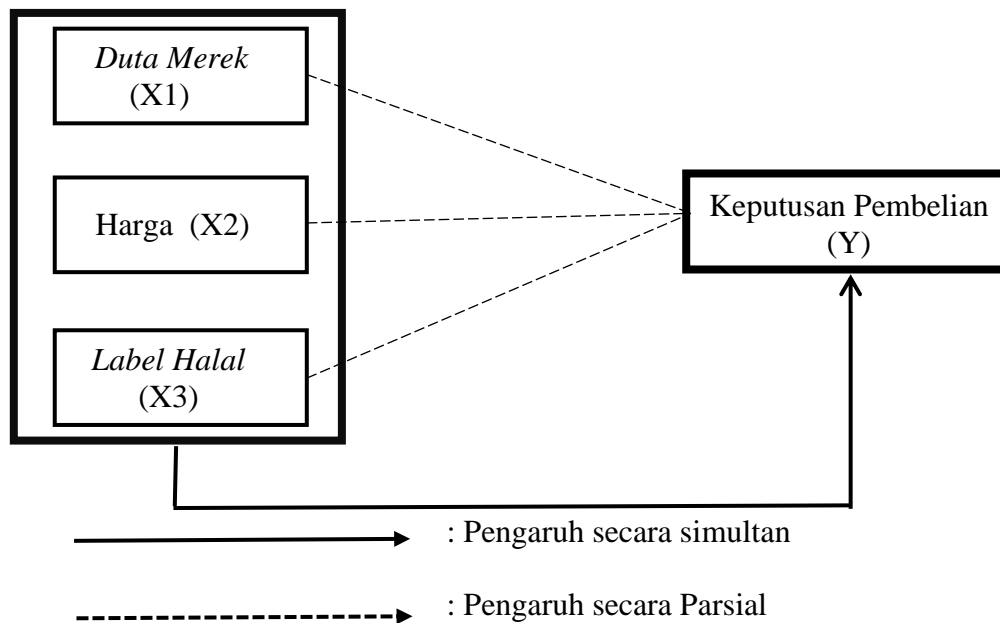 Duta Merek
(X1)
Harga (X2)
Label Halal
(X3)
Keputusan Pembelian
(Y)
: Pengaruh secara simultan
: Pengaruh secara Parsial